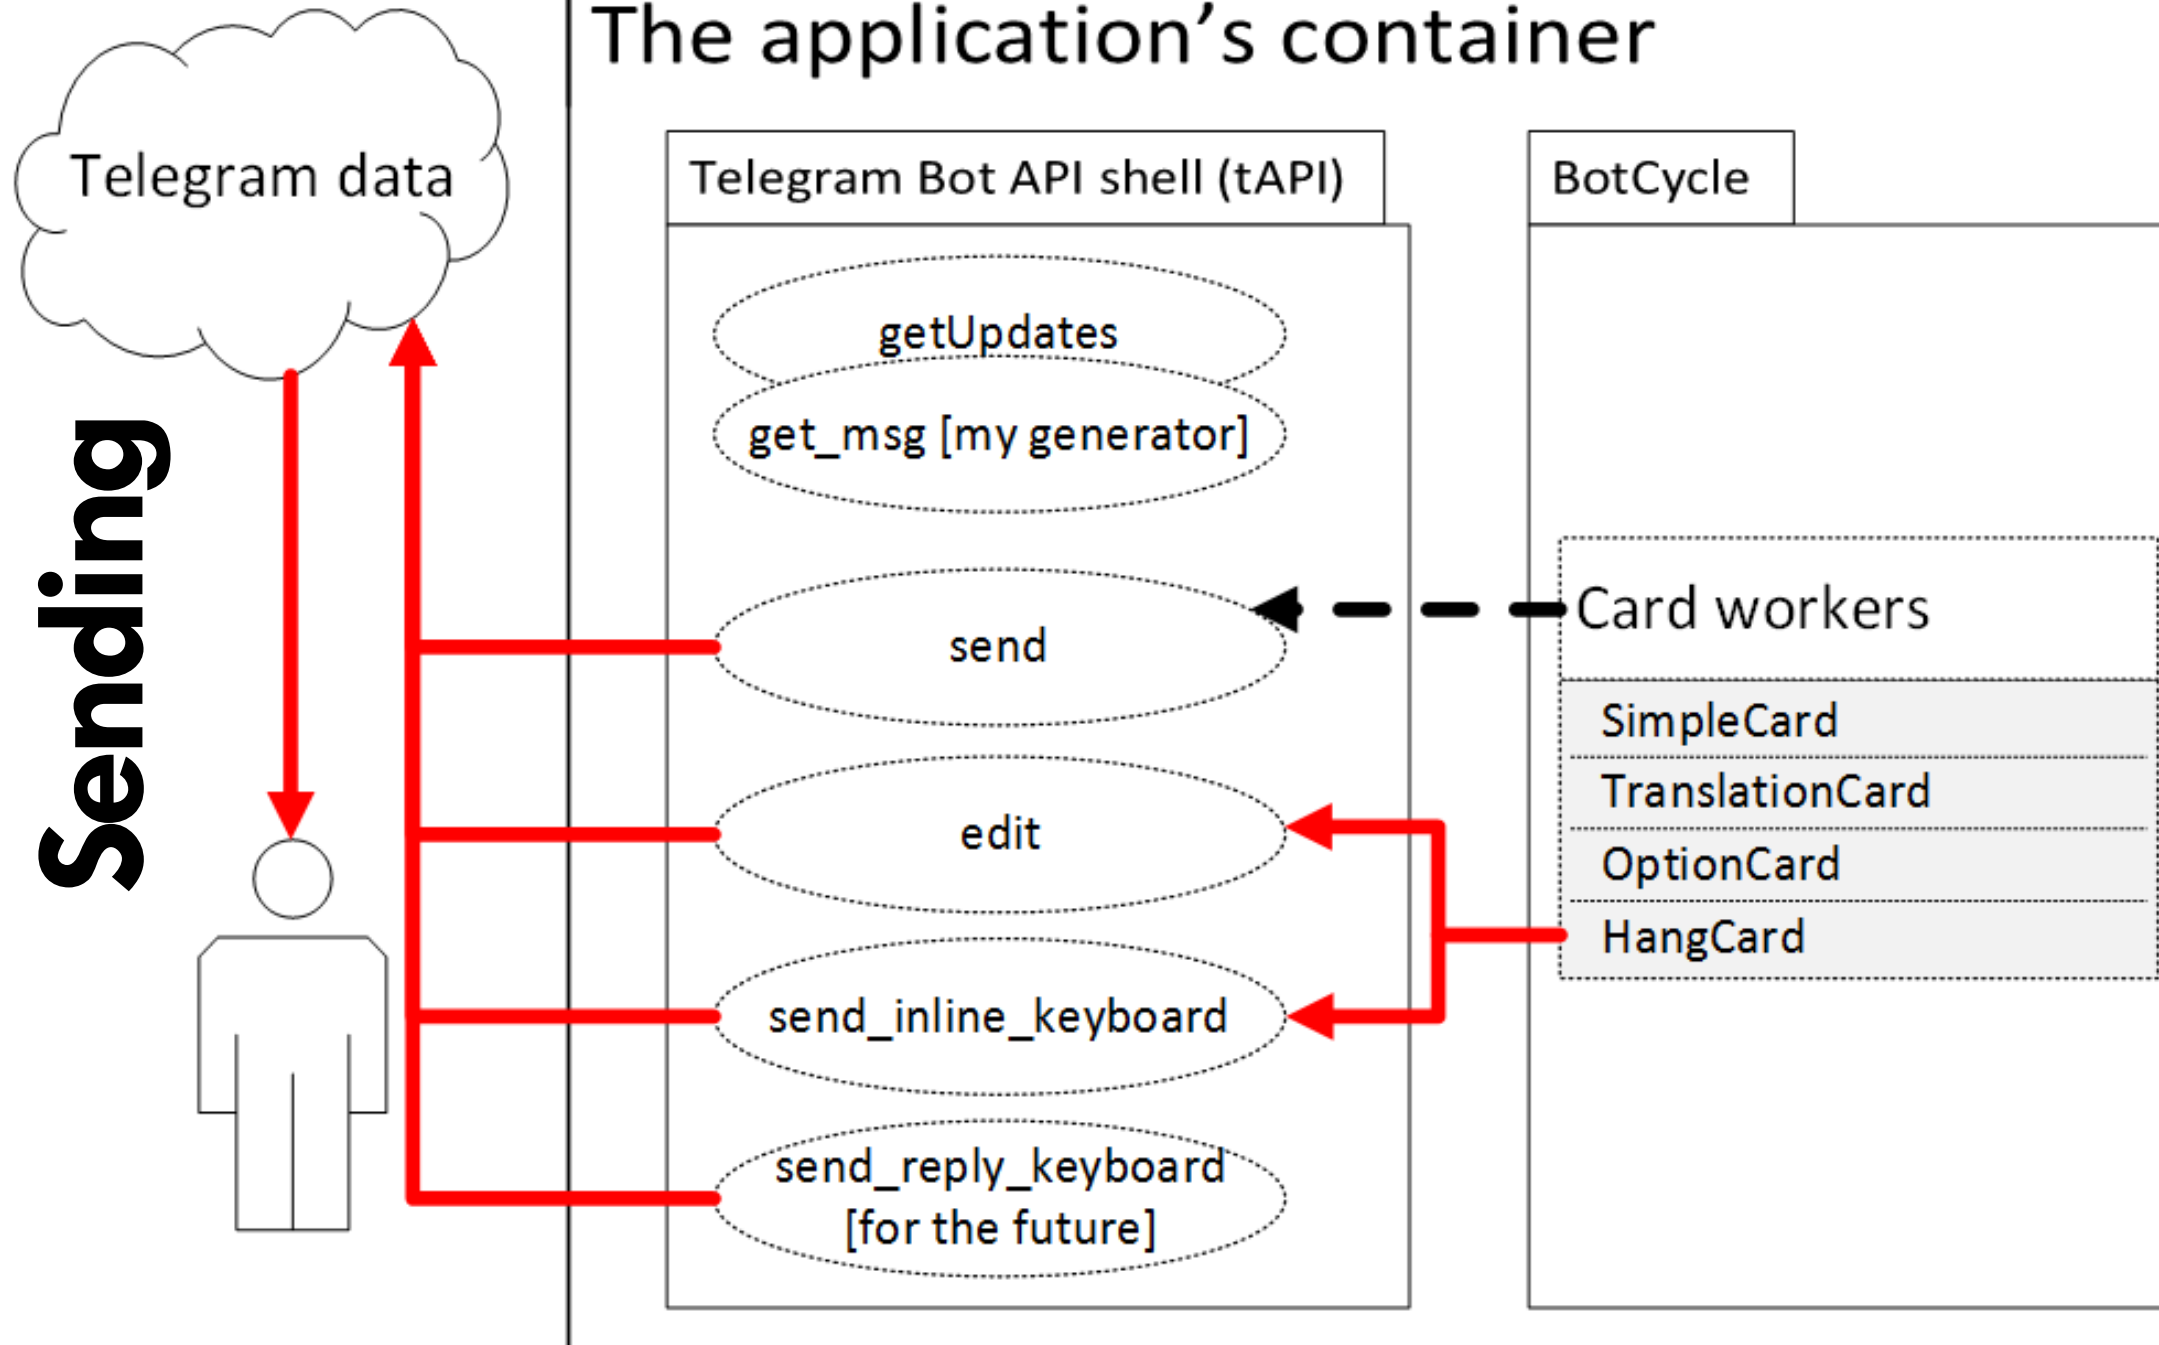 The application’s container
Telegram data
Sending
Telegram Bot API shell (tAPI)
getUpdates
get_msg [my generator]
send
edit
send_inline_keyboard
send_reply_keyboard
[for the future]
BotCycle
Card workers
SimpleCard
TranslationCard
OptionCard
HangCard